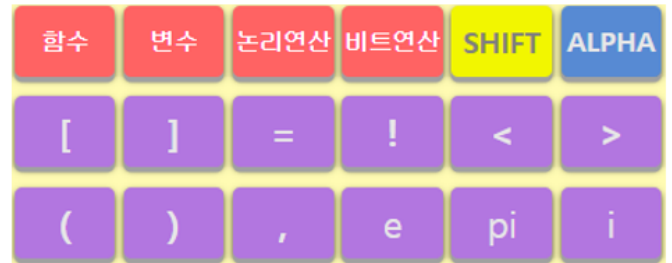 함수 변수 논리연산 비트연산 SHIFT ALPHA
[ ] = ! < >
( ) , e pi i